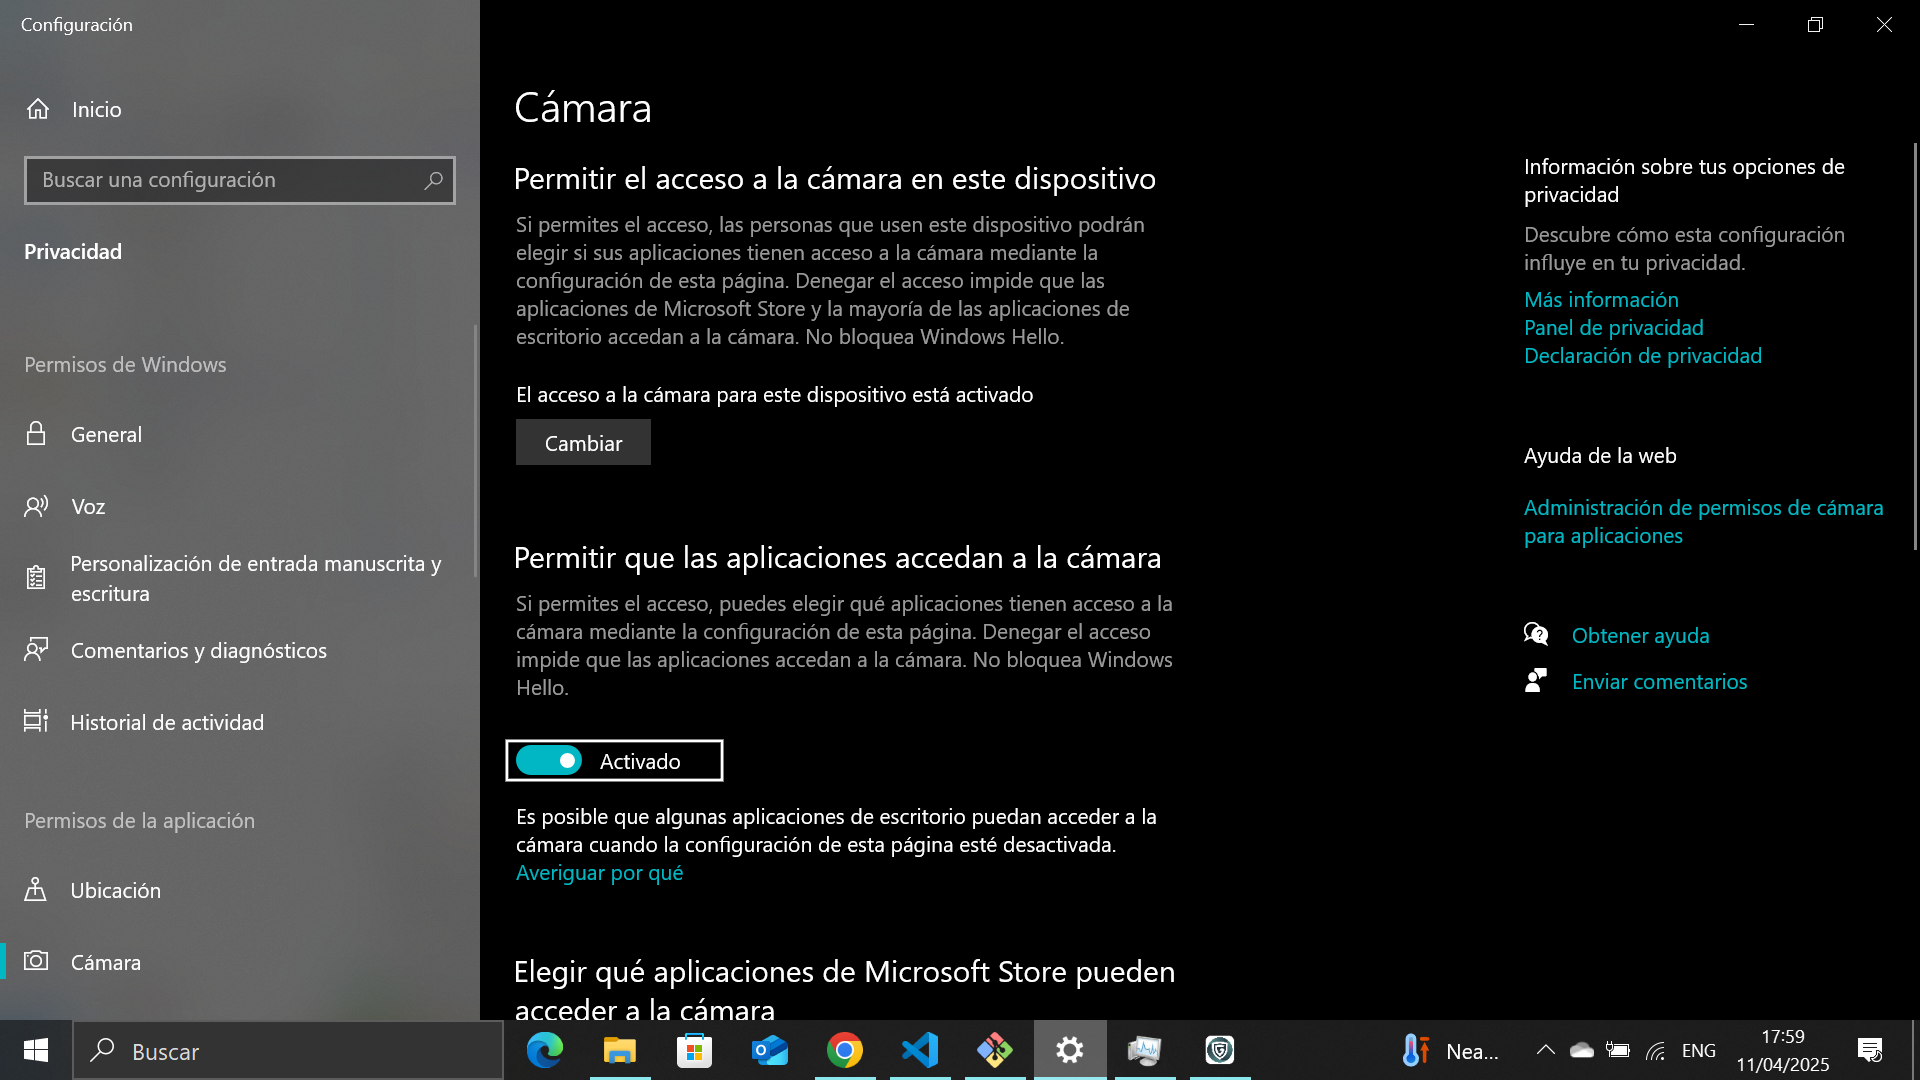 Configuración
Inicio
Buscar una configuración
Privacidad
Permisos de Windows
General
Voz
Personalización de entrada manuscrita y
escritura
Comentarios y diagnósticos
Historial de actividad
Permisos de la aplicación
Ubicación
Cámara
Cámara
Permitir el acceso a la cámara en este dispositivo
Si permites el acceso, las personas que usen este dispositivo podrán
elegir si sus aplicaciones tienen acceso a la cámara mediante la
configuración de esta página. Denegar el acceso impide que las
aplicaciones de Microsoft Store y la mayoría de las aplicaciones de
escritorio accedan a la cámara. No bloquea Windows Hello.
El acceso a la cámara para este dispositivo está activado
Cambiar
Permitir que las aplicaciones accedan a la cámara
Si permites el acceso, puedes elegir qué aplicaciones tienen acceso a la
cámara mediante la configuración de esta página. Denegar el acceso
impide que las aplicaciones accedan a la cámara. No bloquea Windows
Hello.
Activado
Es posible que algunas aplicaciones de escritorio puedan acceder a la
cámara cuando la configuración de esta página esté desactivada.
Averiguar por qué
Elegir qué aplicaciones de Microsoft Store pueden
acceder a la cámara
Información sobre tus opciones de
privacidad
Descubre cómo esta configuración
influye en tu privacidad.
Más información
Panel de privacidad
Declaración de privacidad
Ayuda de la web
Administración de permisos de cámara
para aplicaciones
Obtener ayuda
Enviar comentarios
Buscar
Nea...
ENG
17:59
11/04/2025